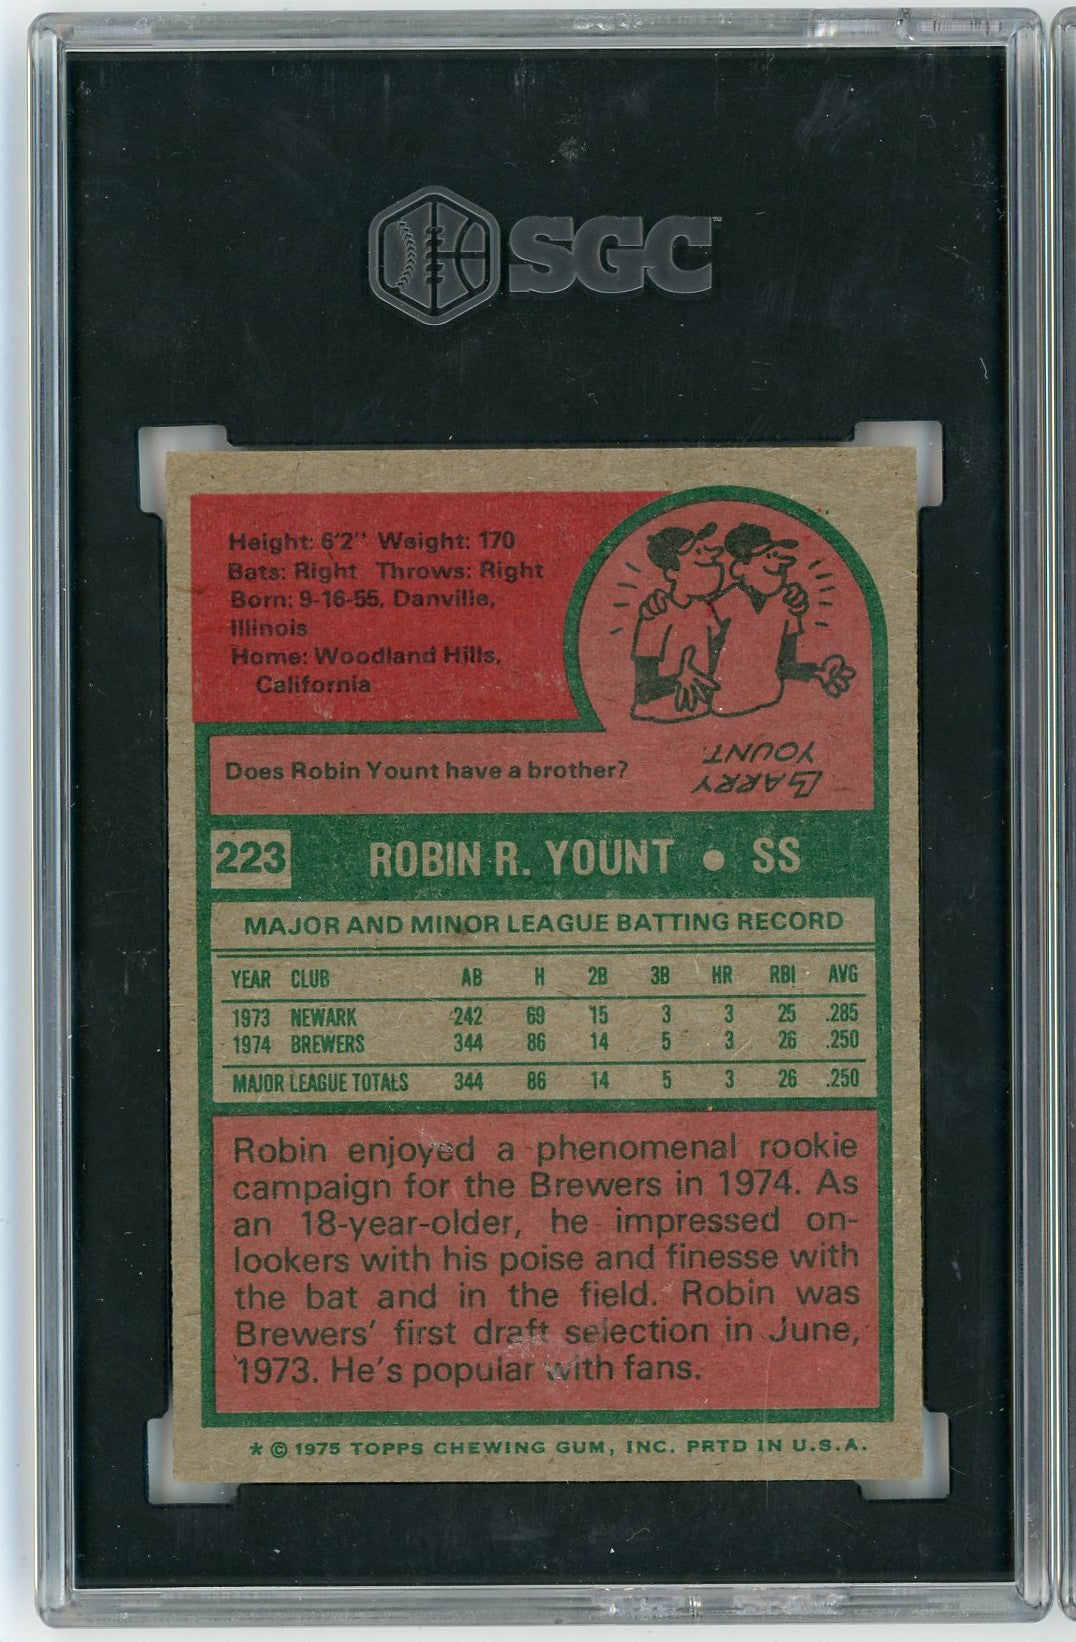 SGC™
Height: 6'2" Weight: 170
Bats: Right Throws: Right
Born: 9-16-55, Danville,
Illinois
Home: Woodland Hills,
California
Does Robin Yount have a brother?
BARRY
YOUNT.
223 ROBIN R. YOUNT • SS
MAJOR AND MINOR LEAGUE BATTING RECORD
YEAR CLUB AB H 2B 3B HR RBI AVG
1973 NEWARK 242 69 15 3 3 25 .285
1974 BREWERS 344 86 14 5 3 26 .250
MAJOR LEAGUE TOTALS 344 86 14 5 3 26 .250
Robin enjoyed a phenomenal rookie
campaign for the Brewers in 1974. As
an 18-year-older, he impressed on-
lookers with his poise and finesse with
the bat and in the field. Robin was
Brewers' first draft selection in June,
1973. He's popular with fans.
* © 1975 TOPPS CHEWING GUM, INC. PRTD IN U.S.A.